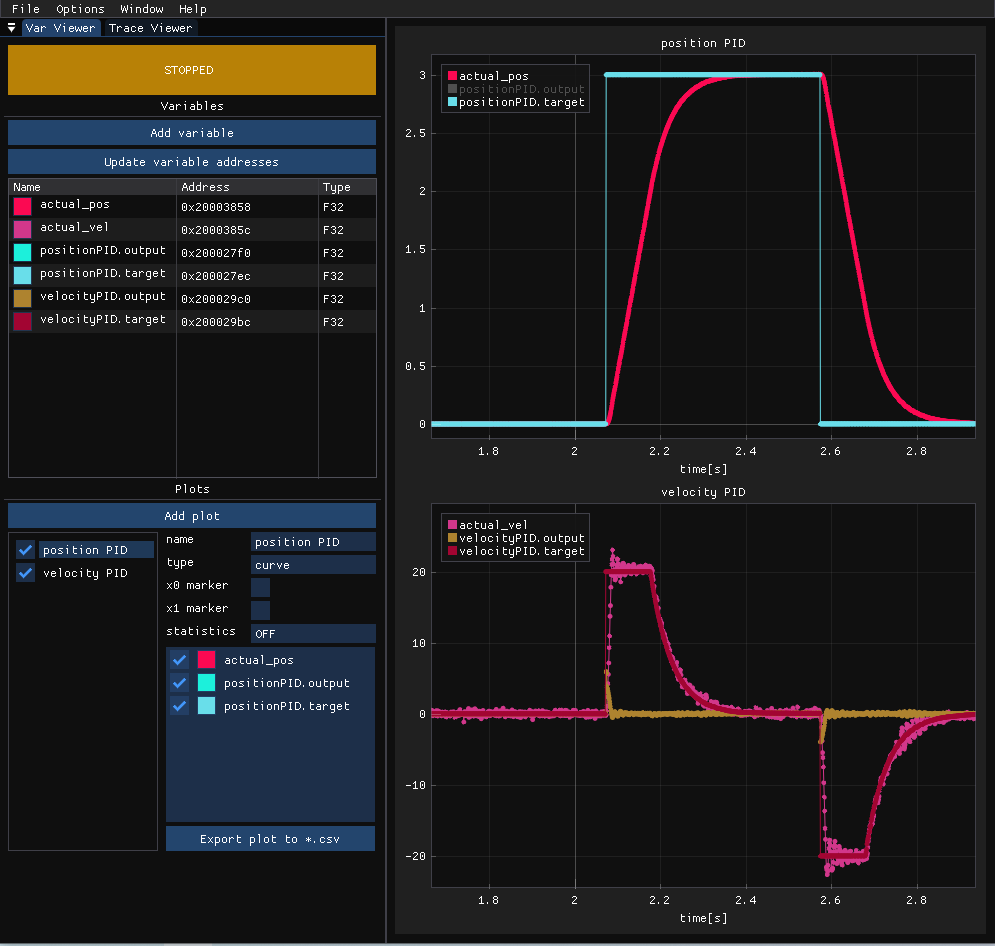 File Options Window Help
Var Viewer Trace Viewer
STOPPED
Variables
Add variable
Update variable addresses
Name Address Type
actual_pos 0x20003858 F32
actual_vel 0x2000385c F32
positionPID.output 0x200027f0 F32
positionPID.target 0x200027ec F32
velocityPID.output 0x200029c0 F32
velocityPID.target 0x200029bc F32
Plots
Add plot
position PID
velocity PID
name position PID
type curve
x0 marker
x1 marker
statistics OFF
actual_pos
positionPID.output
positionPID.target
Export plot to *.csv
position PID
actual_pos
positionPID.output
positionPID.target
3
2.5
2
1.5
1
0.5
0
1.8 2 2.2 2.4 2.6 2.8
time[s]
velocity PID
actual_vel
velocityPID.output
velocityPID.target
20
10
0
-10
-20
1.8 2 2.2 2.4 2.6 2.8
time[s]